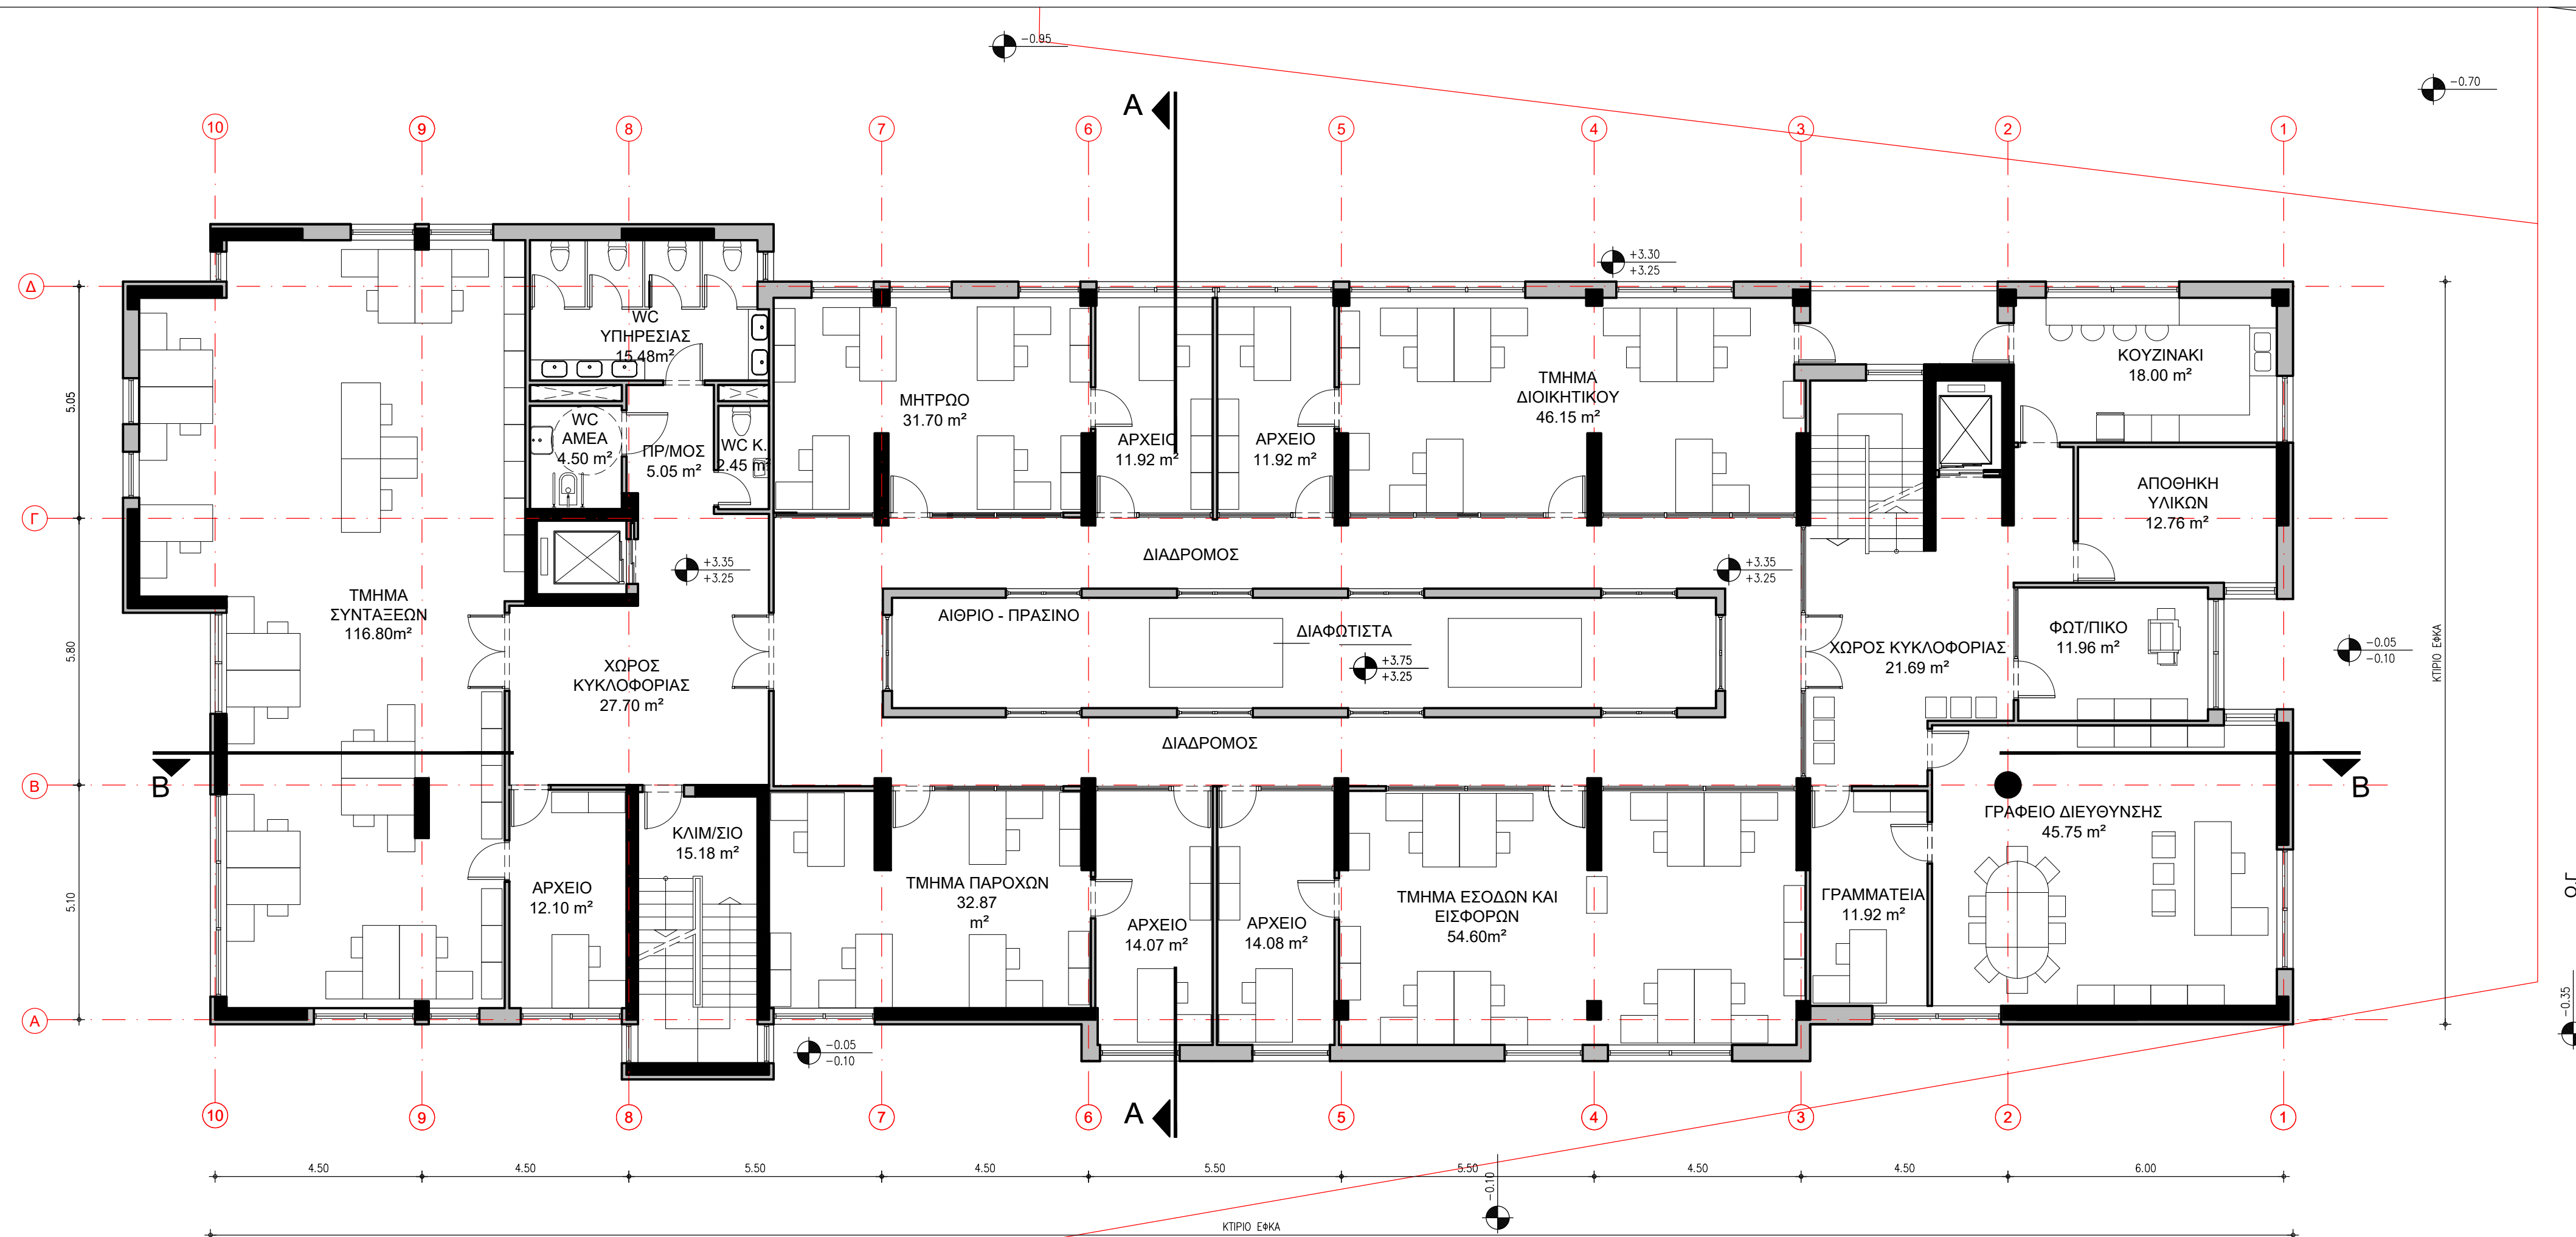 -0.95
-0.70
A
10
9
8
7
6
5
4
3
2
1
+3.30
+3.25
Δ
WC
ΥΠΗΡΕΣΙΑΣ
15.48m²
ΜΗΤΡΩΟ
31.70 m²
ΑΡΧΕΙΟ
11.92 m²
ΑΡΧΕΙΟ
11.92 m²
ΤΜΗΜΑ
ΔΙΟΙΚΗΤΙΚΟΥ
46.15 m²
ΚΟΥΖΙΝΑΚΙ
18.00 m²
5.05
WC
ΑΜΕΑ
4.50 m²
ΠΡ/ΜΟΣ
5.05 m²
WC Κ.
2.45 m²
ΑΠΟΘΗΚΗ
ΥΛΙΚΩΝ
12.76 m²
Γ
ΔΙΑΔΡΟΜΟΣ
+3.35
+3.25
+3.35
+3.25
ΤΜΗΜΑ
ΣΥΝΤΑΞΕΩΝ
116.80m²
ΑΙΘΡΙΟ - ΠΡΑΣΙΝΟ
ΔΙΑΦΩΤΙΣΤΑ
+3.75
+3.25
ΦΩΤ/ΠΙΚΟ
11.96 m²
ΧΩΡΟΣ ΚΥΚΛΟΦΟΡΙΑΣ
21.69 m²
-0.05
-0.10
ΚΤΙΡΙΟ ΕΦΚΑ
5.80
ΧΩΡΟΣ
ΚΥΚΛΟΦΟΡΙΑΣ
27.70 m²
ΔΙΑΔΡΟΜΟΣ
B
B
Β
ΚΛΙΜ/ΣΙΟ
15.18 m²
ΓΡΑΦΕΙΟ ΔΙΕΥΘΥΝΣΗΣ
45.75 m²
5.10
ΑΡΧΕΙΟ
12.10 m²
ΤΜΗΜΑ ΠΑΡΟΧΩΝ
32.87
m²
ΑΡΧΕΙΟ
14.07 m²
ΑΡΧΕΙΟ
14.08 m²
ΤΜΗΜΑ ΕΣΟΔΩΝ ΚΑΙ
ΕΙΣΦΟΡΩΝ
54.60m²
ΓΡΑΜΜΑΤΕΙΑ
11.92 m²
Ο.Γ
-0.35
Α
-0.05
-0.10
A
10
9
8
7
6
5
4
3
2
1
4.50
4.50
5.50
4.50
5.50
5.50
4.50
4.50
6.00
-0.10
ΚΤΙΡΙΟ ΕΦΚΑ